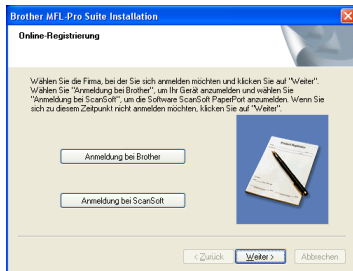 Brother MFL-Pro Suite Installation
Online-Registrierung
Wählen Sie die Firma, bei der Sie sich anmelden möchten und klicken Sie auf "Weiter".
Wählen Sie "Anmeldung bei Brother", um Ihr Gerät anzumelden und wählen Sie
"Anmeldung bei ScanSoft", um die Software ScanSoft PaperPort anzumelden. Wenn Sie
sich zu diesem Zeitpunkt nicht anmelden möchten, klicken Sie auf "Weiter".
Anmeldung bei Brother
Anmeldung bei ScanSoft
Product Registration
< Zurück
Weiter >
Abbrechen